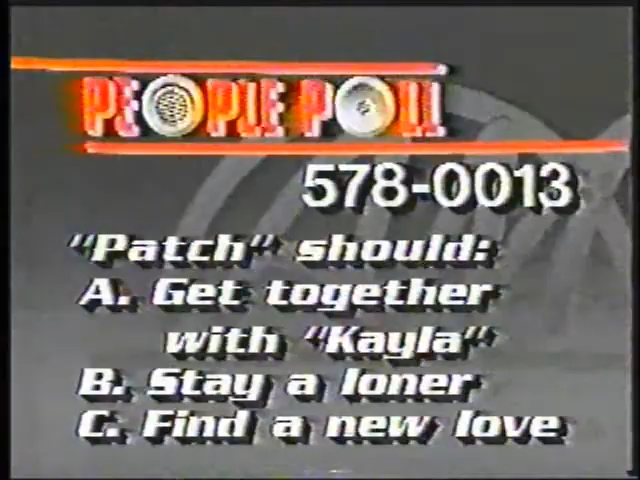 PEOPLE POLL
578-0013
"Patch" should:
A. Get together
with "Kayla"
B. Stay a loner
C. Find a new love